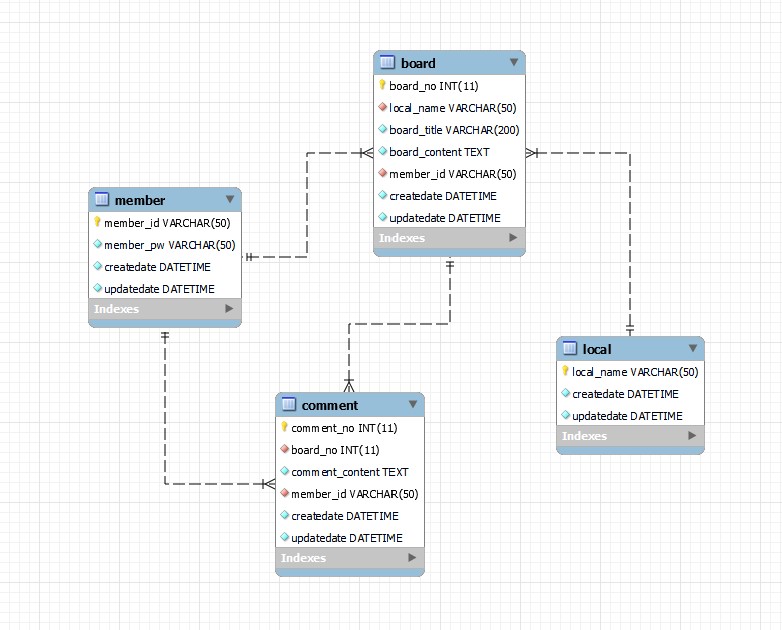 board
board_no INT(11)
local_name VARCHAR(50)
board_title VARCHAR(200)
board_content TEXT
member_id VARCHAR(50)
createdate DATETIME
updatedate DATETIME
Indexes
member
member_id VARCHAR(50)
member_pw VARCHAR(50)
createdate DATETIME
updatedate DATETIME
Indexes
local
local_name VARCHAR(50)
createdate DATETIME
updatedate DATETIME
Indexes
comment
comment_no INT(11)
board_no INT(11)
comment_content TEXT
member_id VARCHAR(50)
createdate DATETIME
updatedate DATETIME
Indexes